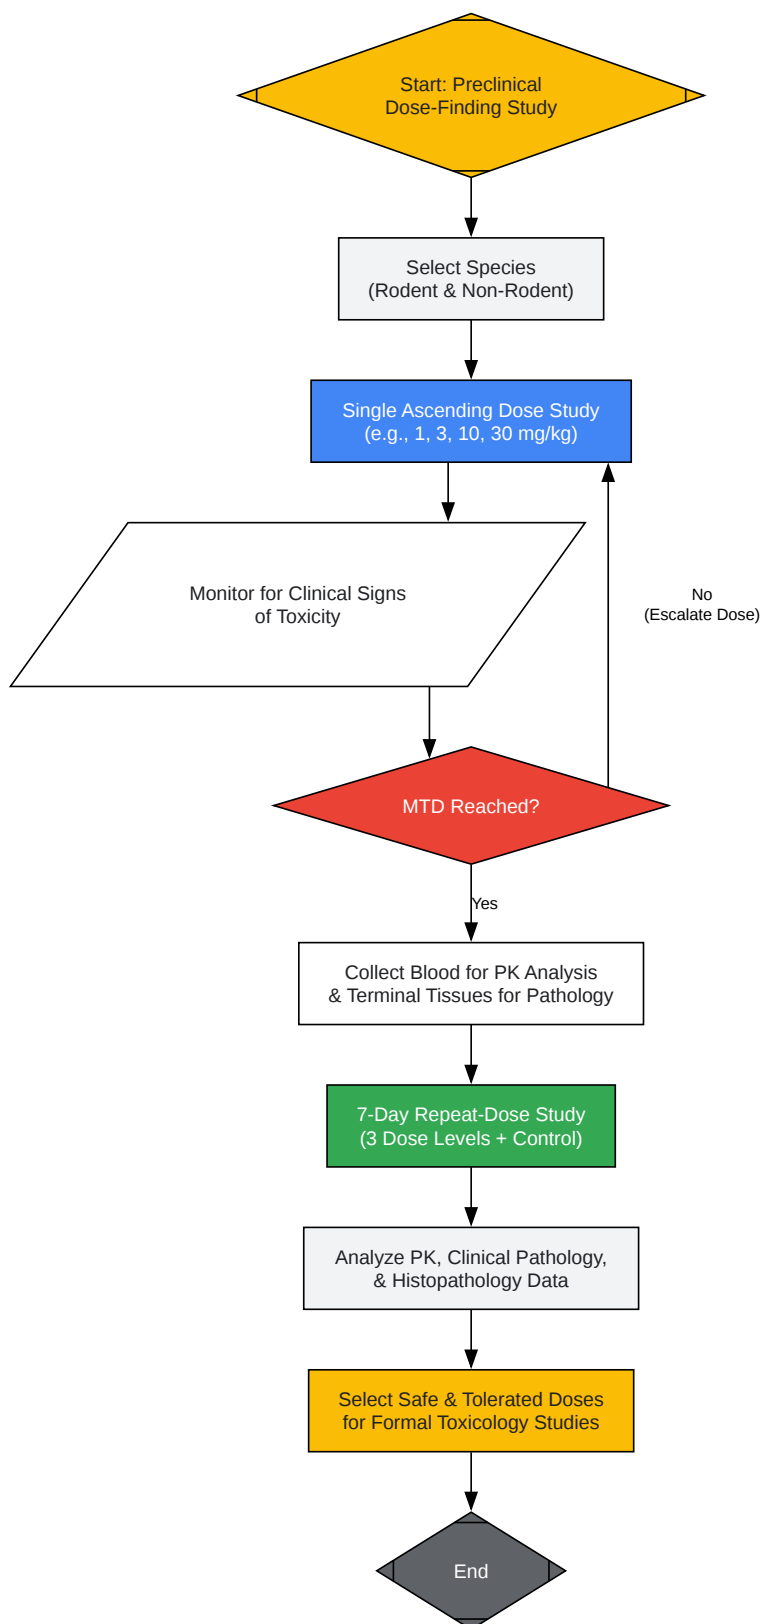 Start: Preclinical
Dose-Finding Study
Select Species
(Rodent & Non-Rodent)
Single Ascending Dose Study
(e.g., 1, 3, 10, 30 mg/kg)
Monitor for Clinical Signs
of Toxicity
No
(Escalate Dose)
MTD Reached?
Yes
Collect Blood for PK Analysis
& Terminal Tissues for Pathology
7-Day Repeat-Dose Study
(3 Dose Levels + Control)
Analyze PK, Clinical Pathology,
& Histopathology Data
Select Safe & Tolerated Doses
for Formal Toxicology Studies
End